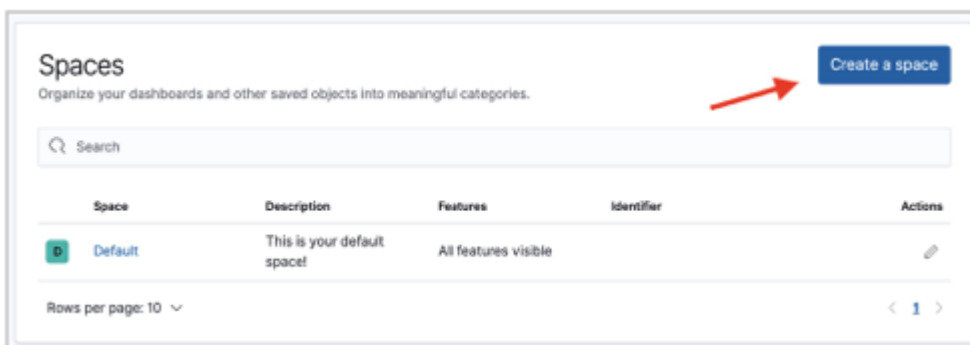 Spaces
Create a space
Organize your dashboards and other saved objects into meaningful categories.
Search
Space Description Features Identifier Actions
D Default This is your default All features visible
space!
Rows per page: 10
< 1 >